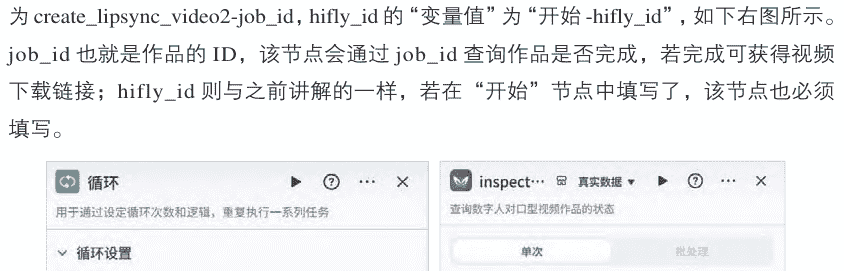 为 create_lipsync_video2-job_id，hifly_id 的“变量值”为“开始 -hifly_id”，如下右图所示。
job_id 也就是作品的 ID，该节点会通过 job_id 查询作品是否完成，若完成可获得视频
下载链接；hifly_id 则与之前讲解的一样，若在“开始”节点中填写了，该节点也必须
填写。
循环
用于通过设定循环次数和逻辑，重复执行一系列任务
循环设置
inspect··· 真实数据
查询数字人对口型视频作品的状态
单次 批处理